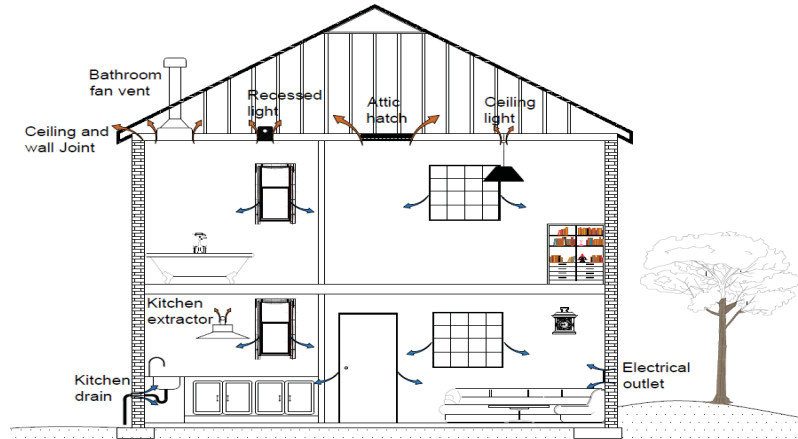 Bathroom
fan vent
Recessed
light
Attic
hatch
Ceiling
light
Ceiling and
wall Joint
Kitchen
extractor
Kitchen
drain
Electrical
outlet